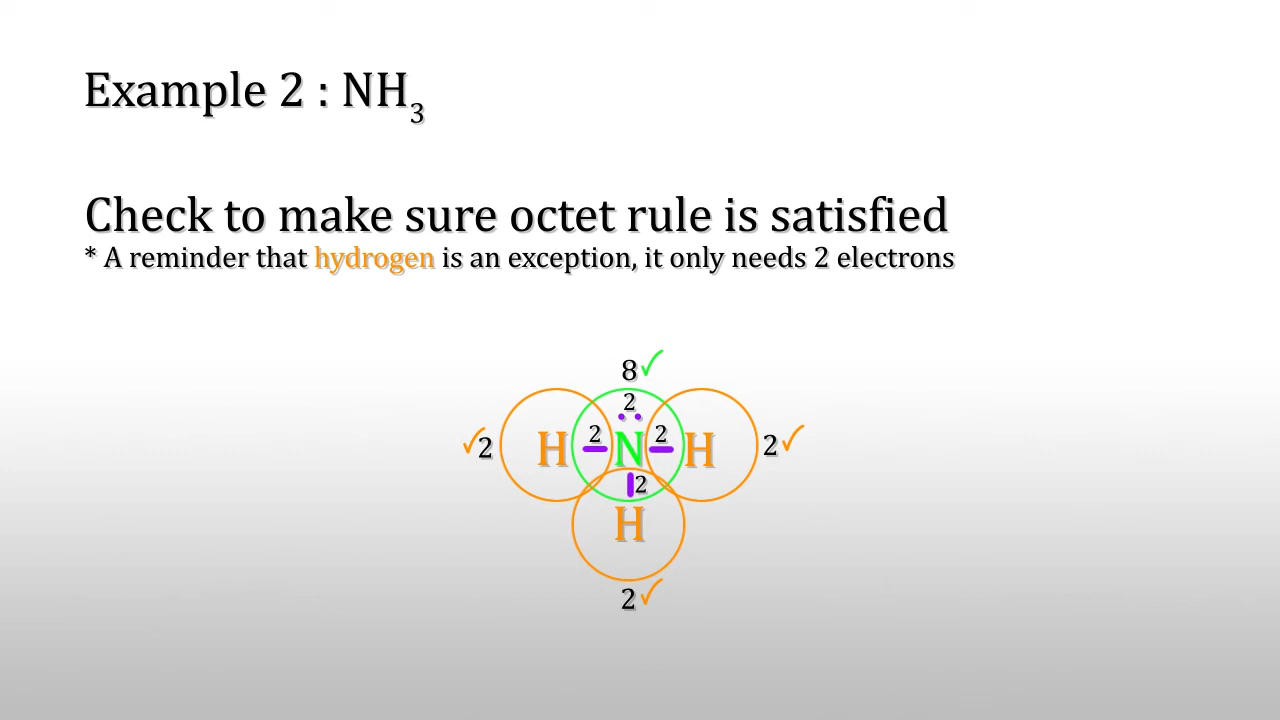 Example 2 : NH₃
Check to make sure octet rule is satisfied
* A reminder that hydrogen is an exception, it only needs 2 electrons
8✓
2
✓2 H 2 N 2 H 2✓
2
H
2✓